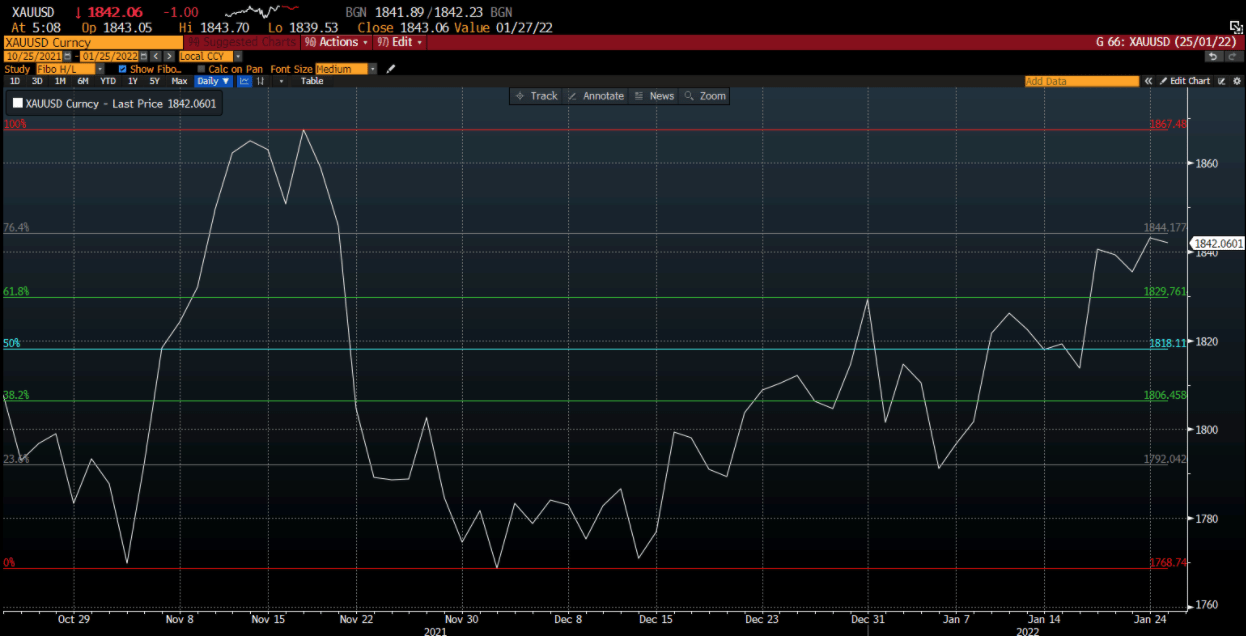 XAUUSD ↓ 1842.06 -1.00 BGN 1841.89/1842.23 BGN
At 5:08 Op 1843.05 Hi 1843.70 Lo 1839.53 Close 1843.06 Value 01/27/22
XAUUSD Curncy 94) Suggested Charts 96) Actions 97) Edit G 66: XAUUSD (25/01/22)
10/25/2021 - 01/25/2022 Local CCY
Study Fibo H/L Show Fibo... Calc on Pan Font Size Medium
1D 3D 1M 6M YTD 1Y 5Y Max Daily ▼ Table Add Data « Edit Chart
XAUUSD Curncy - Last Price 1842.0601
Track Annotate News Zoom
100% 1867.48
1860
76.4% 1844.177
1842.0601
1840
61.8% 1829.761
1820
50% 1818.11
38.2% 1806.458
1800
23.6% 1792.042
1780
0% 1768.74
1760
Oct 29 Nov 8 Nov 15 Nov 22 Nov 30 Dec 8 Dec 15 Dec 23 Dec 31 Jan 7 Jan 14 Jan 24
2021 2022